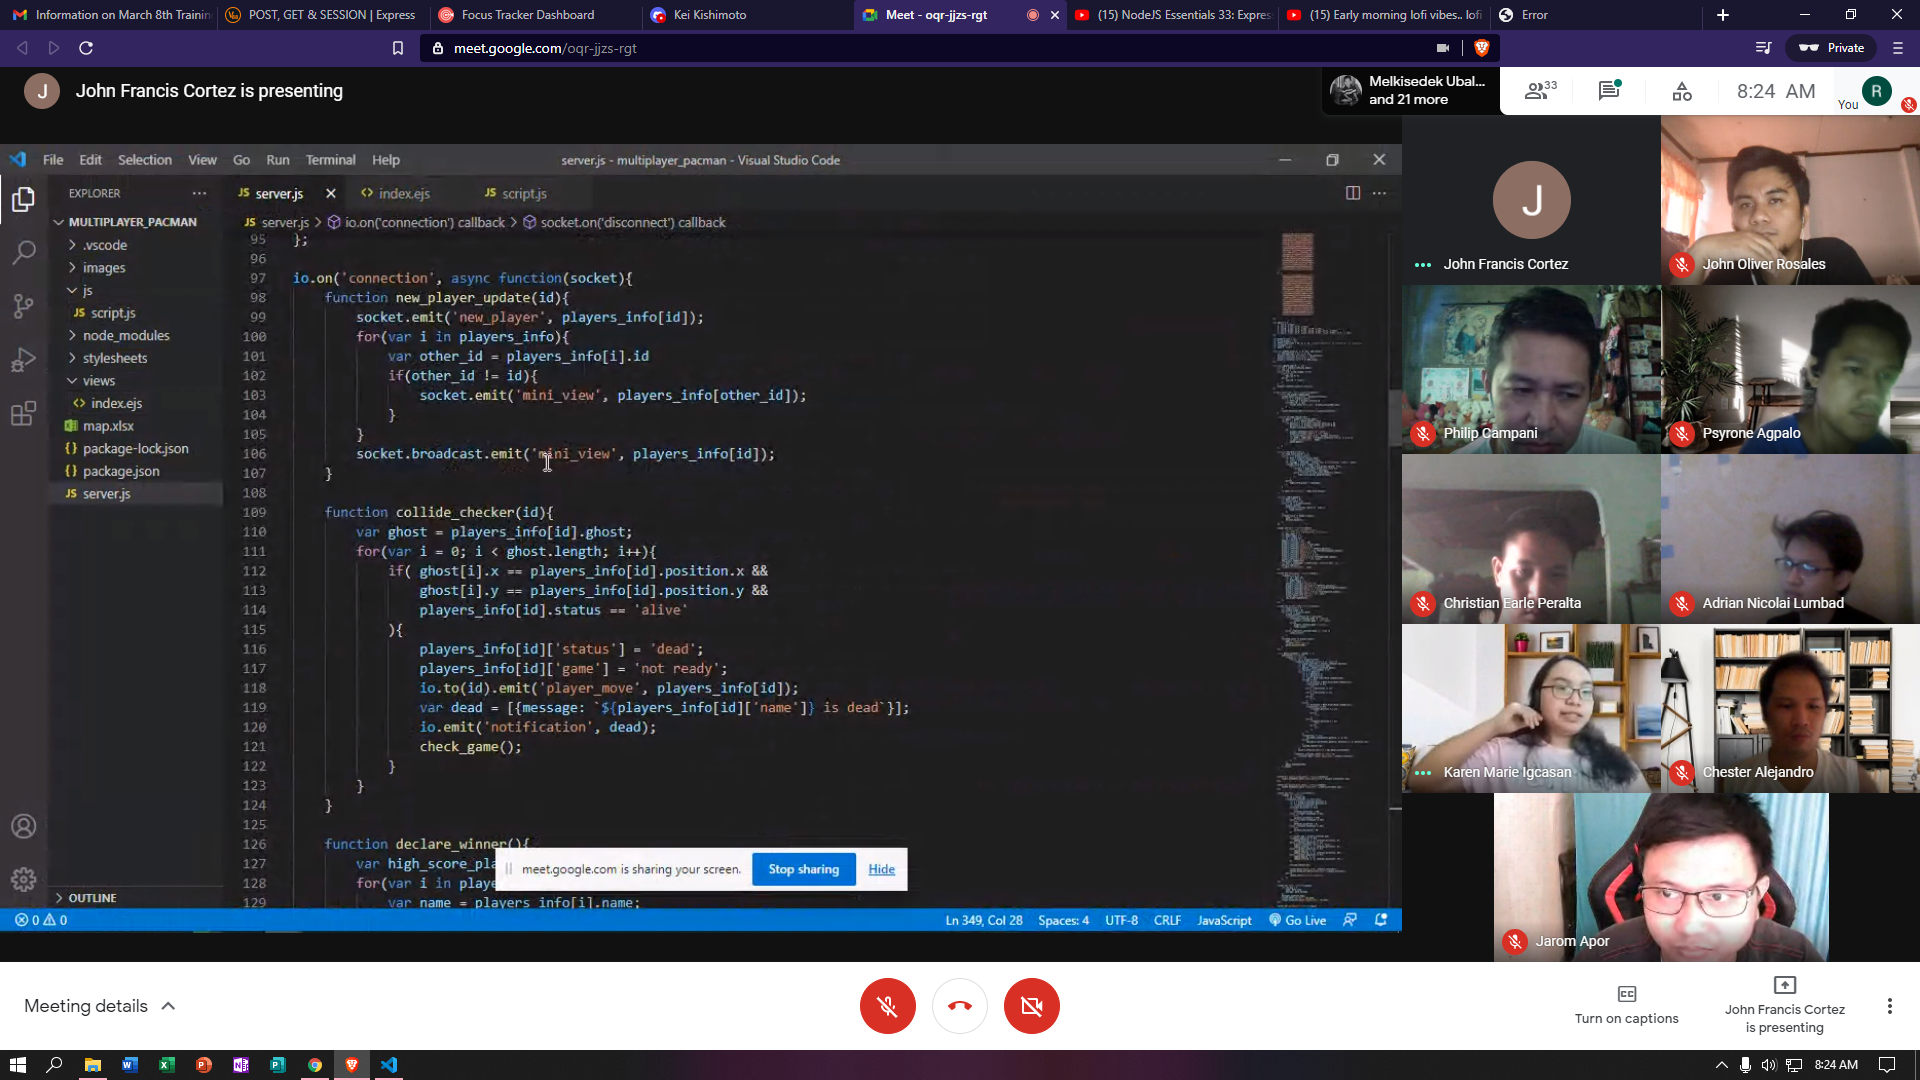 Information on March 8th Trainin
POST, GET & SESSION | Express
Focus Tracker Dashboard
Kei Kishimoto
Meet - oqr-jjzs-rgt
(15) NodeJS Essentials 33: Expres
(15) Early morning lofi vibes.. lofi
Error
meet.google.com/oqr-jjzs-rgt
Private
J
John Francis Cortez is presenting
Melkisedek Ubal...
and 21 more
33
8:24 AM
You
R
File Edit Selection View Go Run Terminal Help
server.js - multiplayer_pacman - Visual Studio Code
EXPLORER
JS server.js
index.ejs
JS script.js
MULTIPLAYER_PACMAN
.vscode
images
js
JS script.js
node_modules
stylesheets
views
index.ejs
map.xlsx
package-lock.json
package.json
JS server.js
OUTLINE
JS server.js > io.on('connection') callback > socket.on('disconnect') callback
95 };
96
97 io.on('connection', async function(socket){
98 function new_player_update(id){
99 socket.emit('new_player', players_info[id]);
100 for(var i in players_info){
101 var other_id = players_info[i].id
102 if(other_id != id){
103 socket.emit('mini_view', players_info[other_id]);
104 }
105 }
106 socket.broadcast.emit('mini_view', players_info[id]);
107 }
108
109 function collide_checker(id){
110 var ghost = players_info[id].ghost;
111 for(var i = 0; i < ghost.length; i++){
112 if( ghost[i].x == players_info[id].position.x &&
113 ghost[i].y == players_info[id].position.y &&
114 players_info[id].status == 'alive'
115 ){
116 players_info[id]['status'] = 'dead';
117 players_info[id]['game'] = 'not ready';
118 io.to(id).emit('player_move', players_info[id]);
119 var dead = [{message: `${players_info[id]['name']} is dead`}];
120 io.emit('notification', dead);
121 check_game();
122 }
123 }
124 }
125
126 function declare_winner(){
127 var high_score_pla
128 for(var i in playe
129 var name = players_info[i].name;
meet.google.com is sharing your screen.
Stop sharing
Hide
0 0
Ln 349, Col 28
Spaces: 4
UTF-8
CRLF
JavaScript
Go Live
J
John Francis Cortez
John Oliver Rosales
Philip Campani
Psyrone Agpalo
Christian Earle Peralta
Adrian Nicolai Lumbad
Karen Marie Igcasan
Chester Alejandro
Jarom Apor
Meeting details
Turn on captions
John Francis Cortez
is presenting
8:24 AM